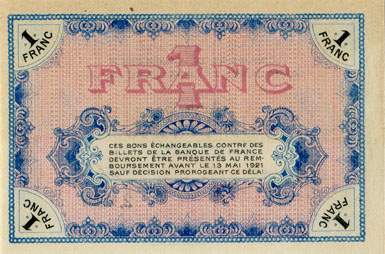 1 FRANC
1 FRANC
1
FRANC
CES BONS ÉCHANGEABLES CONTRE DES
BILLETS DE LA BANQUE DE FRANCE
DEVRONT ÊTRE PRÉSENTÉS AU REM-
BOURSEMENT AVANT LE 13 MAI 1921
SAUF DÉCISION PROROGEANT CE DÉLAI
1 FRANC
1 FRANC